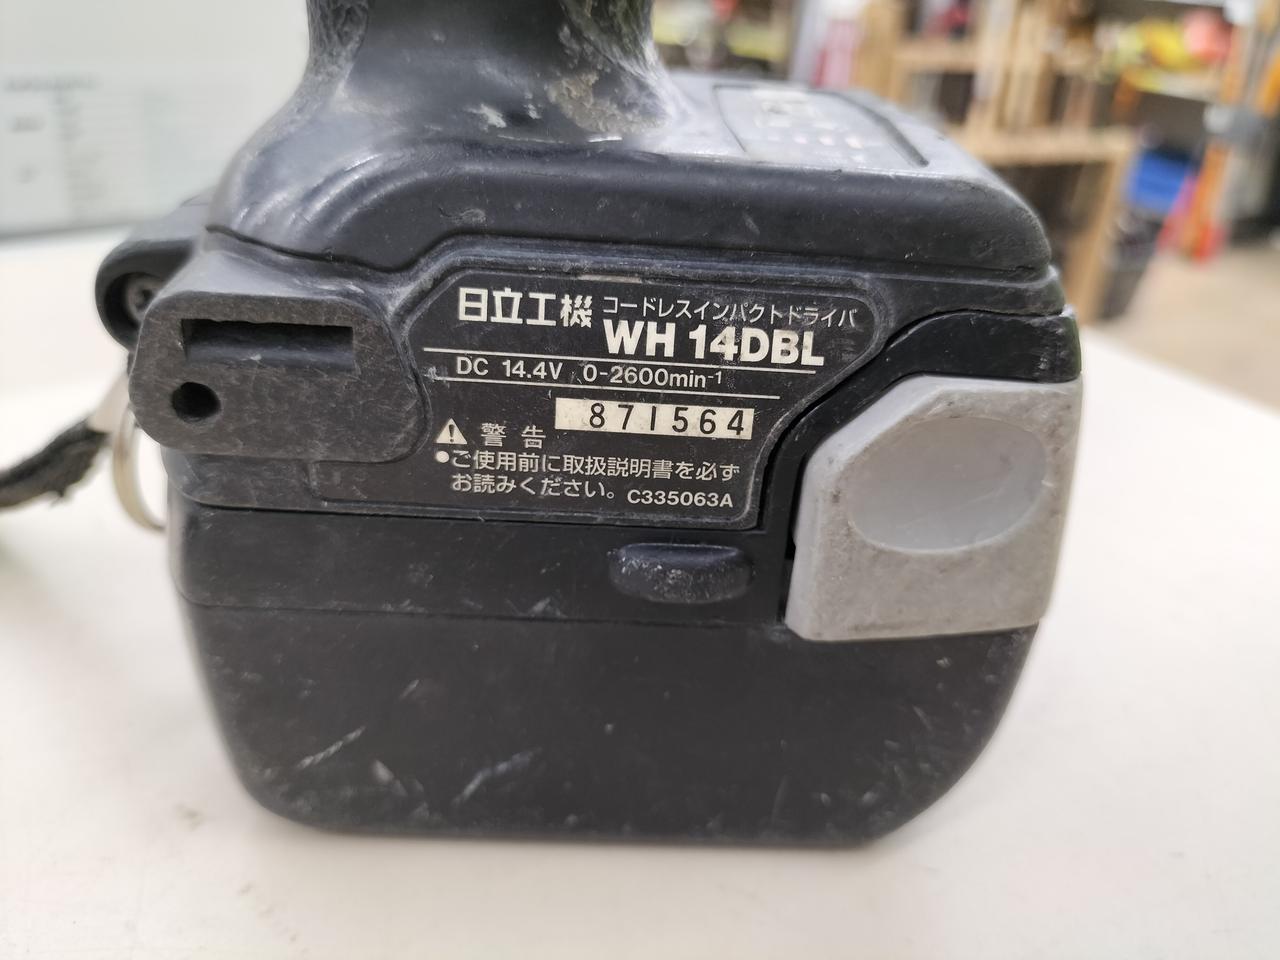 日立工機 コードレスインパクトドライバ
WH 14DBL
DC 14.4V 0-2600min⁻¹
871564
警告
●ご使用前に取扱説明書を必ず
お読みください。 C335063A